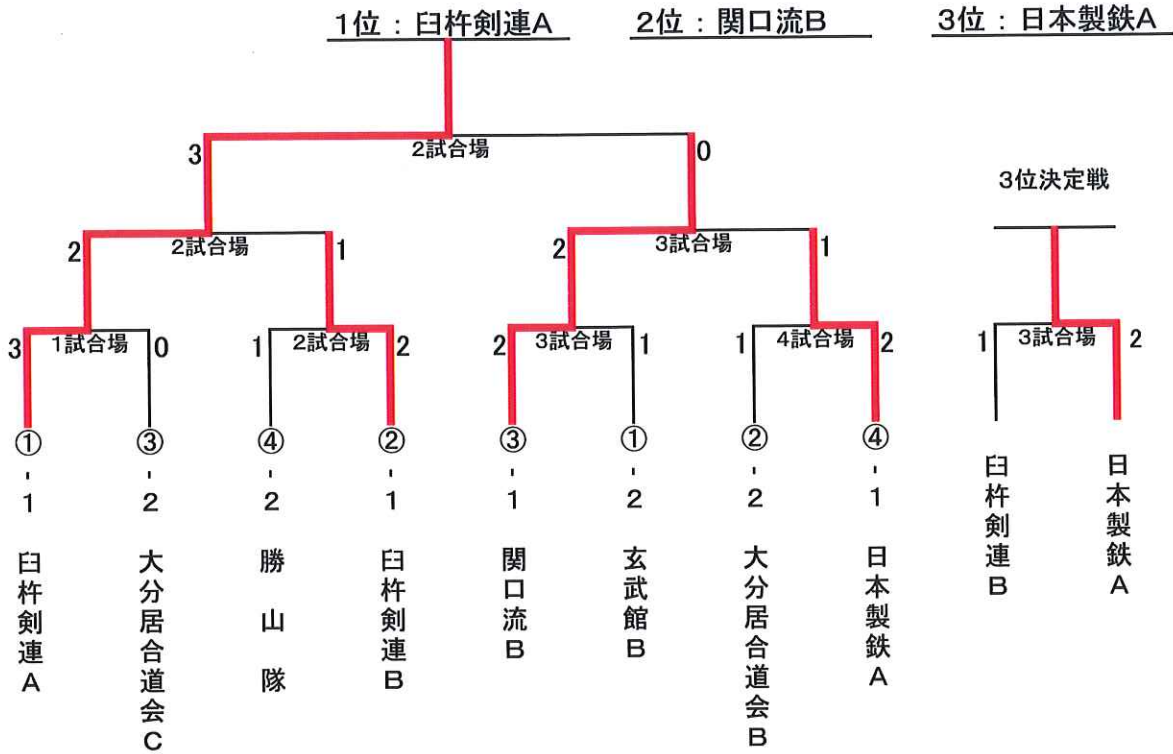 1位：臼杵剣連A　2位：関口流B　3位：日本製鉄A
3　2試合場　0
3位決定戦
2　2試合場　1　2　3試合場　1
3　1試合場　0　1　2試合場　2　2　3試合場　1　1　4試合場　2　1　3試合場　2
①-1　臼杵剣連A
③-2　大分居合道会C
④-2　勝山隊
②-1　臼杵剣連B
③-1　関口流B
①-2　玄武館B
②-2　大分居合道会B
④-1　日本製鉄A
臼杵剣連B
日本製鉄A